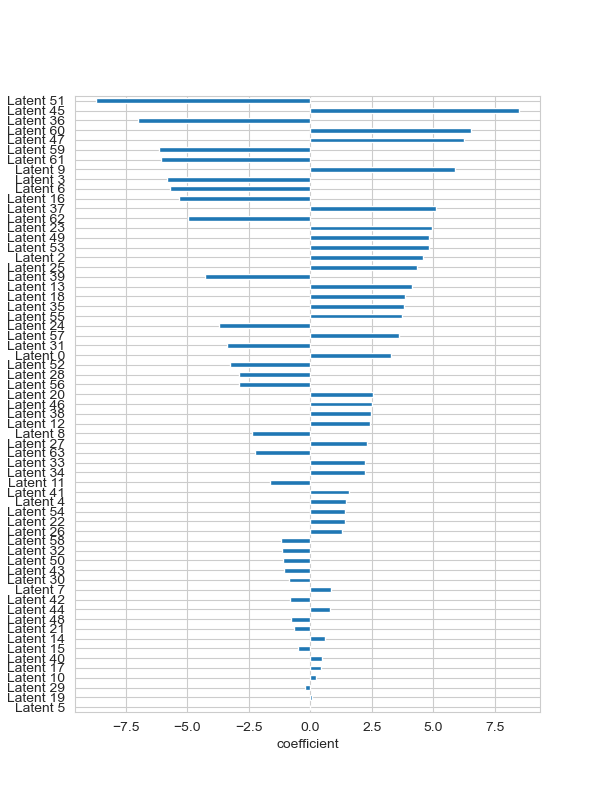 Latent 51
Latent 45
Latent 36
Latent 60
Latent 47
Latent 59
Latent 61
Latent 9
Latent 3
Latent 6
Latent 16
Latent 37
Latent 62
Latent 23
Latent 49
Latent 53
Latent 2
Latent 25
Latent 39
Latent 13
Latent 18
Latent 35
Latent 55
Latent 24
Latent 57
Latent 31
Latent 0
Latent 52
Latent 28
Latent 56
Latent 20
Latent 46
Latent 38
Latent 12
Latent 8
Latent 27
Latent 63
Latent 33
Latent 34
Latent 11
Latent 41
Latent 4
Latent 54
Latent 22
Latent 26
Latent 58
Latent 32
Latent 50
Latent 43
Latent 30
Latent 7
Latent 42
Latent 44
Latent 48
Latent 21
Latent 14
Latent 15
Latent 40
Latent 17
Latent 10
Latent 29
Latent 19
Latent 5
−7.5 −5.0 −2.5 0.0 2.5 5.0 7.5
coefficient